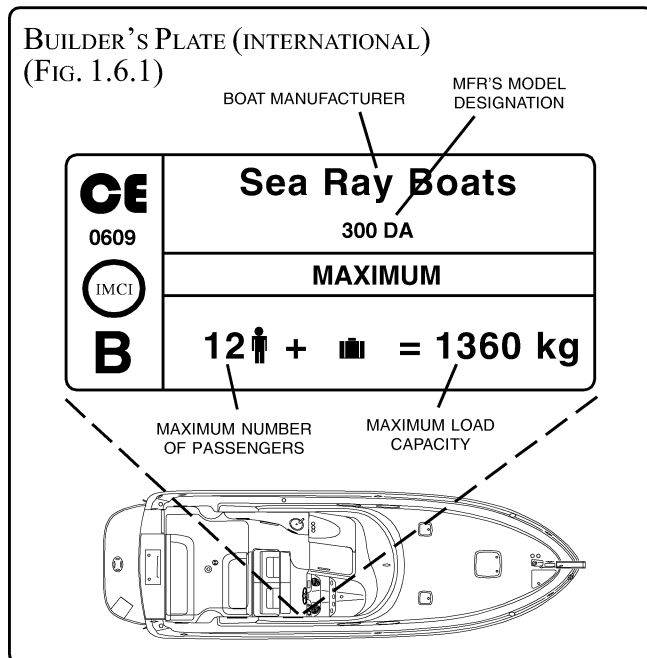 BUILDER'S PLATE (INTERNATIONAL)
(FIG. 1.6.1)
BOAT MANUFACTURER
MFR'S MODEL
DESIGNATION
CE
0609
IMCI
B
Sea Ray Boats
300 DA
MAXIMUM
12 + = 1360 kg
MAXIMUM NUMBER
OF PASSENGERS
MAXIMUM LOAD
CAPACITY